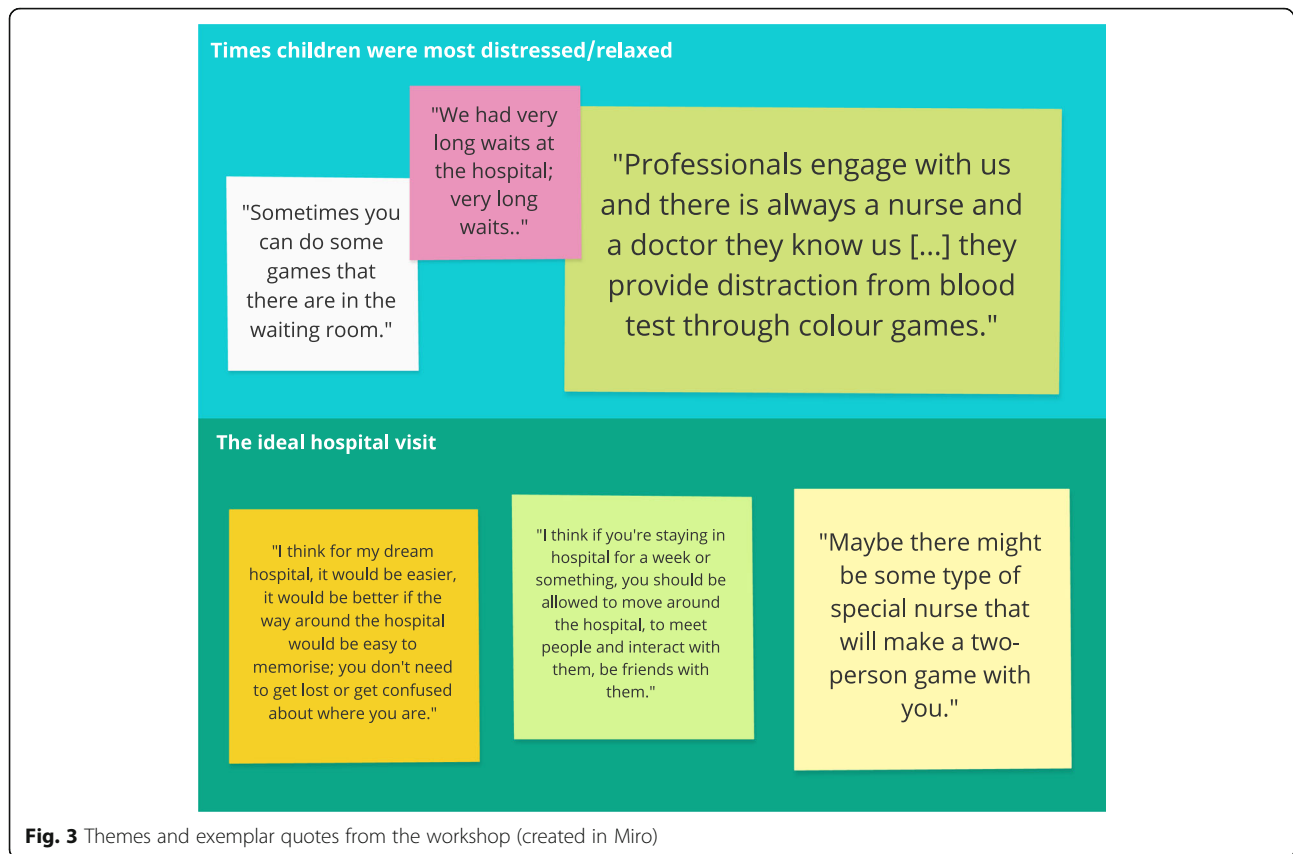 Times children were most distressed/relaxed
"Sometimes you
can do some
games that
there are in the
waiting room."
"We had very
long waits at
the hospital;
very long
waits.."
"Professionals engage with us
and there is always a nurse and
a doctor they know us [...] they
provide distraction from blood
test through colour games."
The ideal hospital visit
"I think for my dream
hospital, it would be easier,
it would be better if the
way around the hospital
would be easy to
memorise; you don't need
to get lost or get confused
about where you are."
"I think if you're staying in
hospital for a week or
something, you should be
allowed to move around
the hospital, to meet
people and interact with
them, be friends with
them."
"Maybe there might
be some type of
special nurse that
will make a two-
person game with
you."
Fig. 3 Themes and exemplar quotes from the workshop (created in Miro)